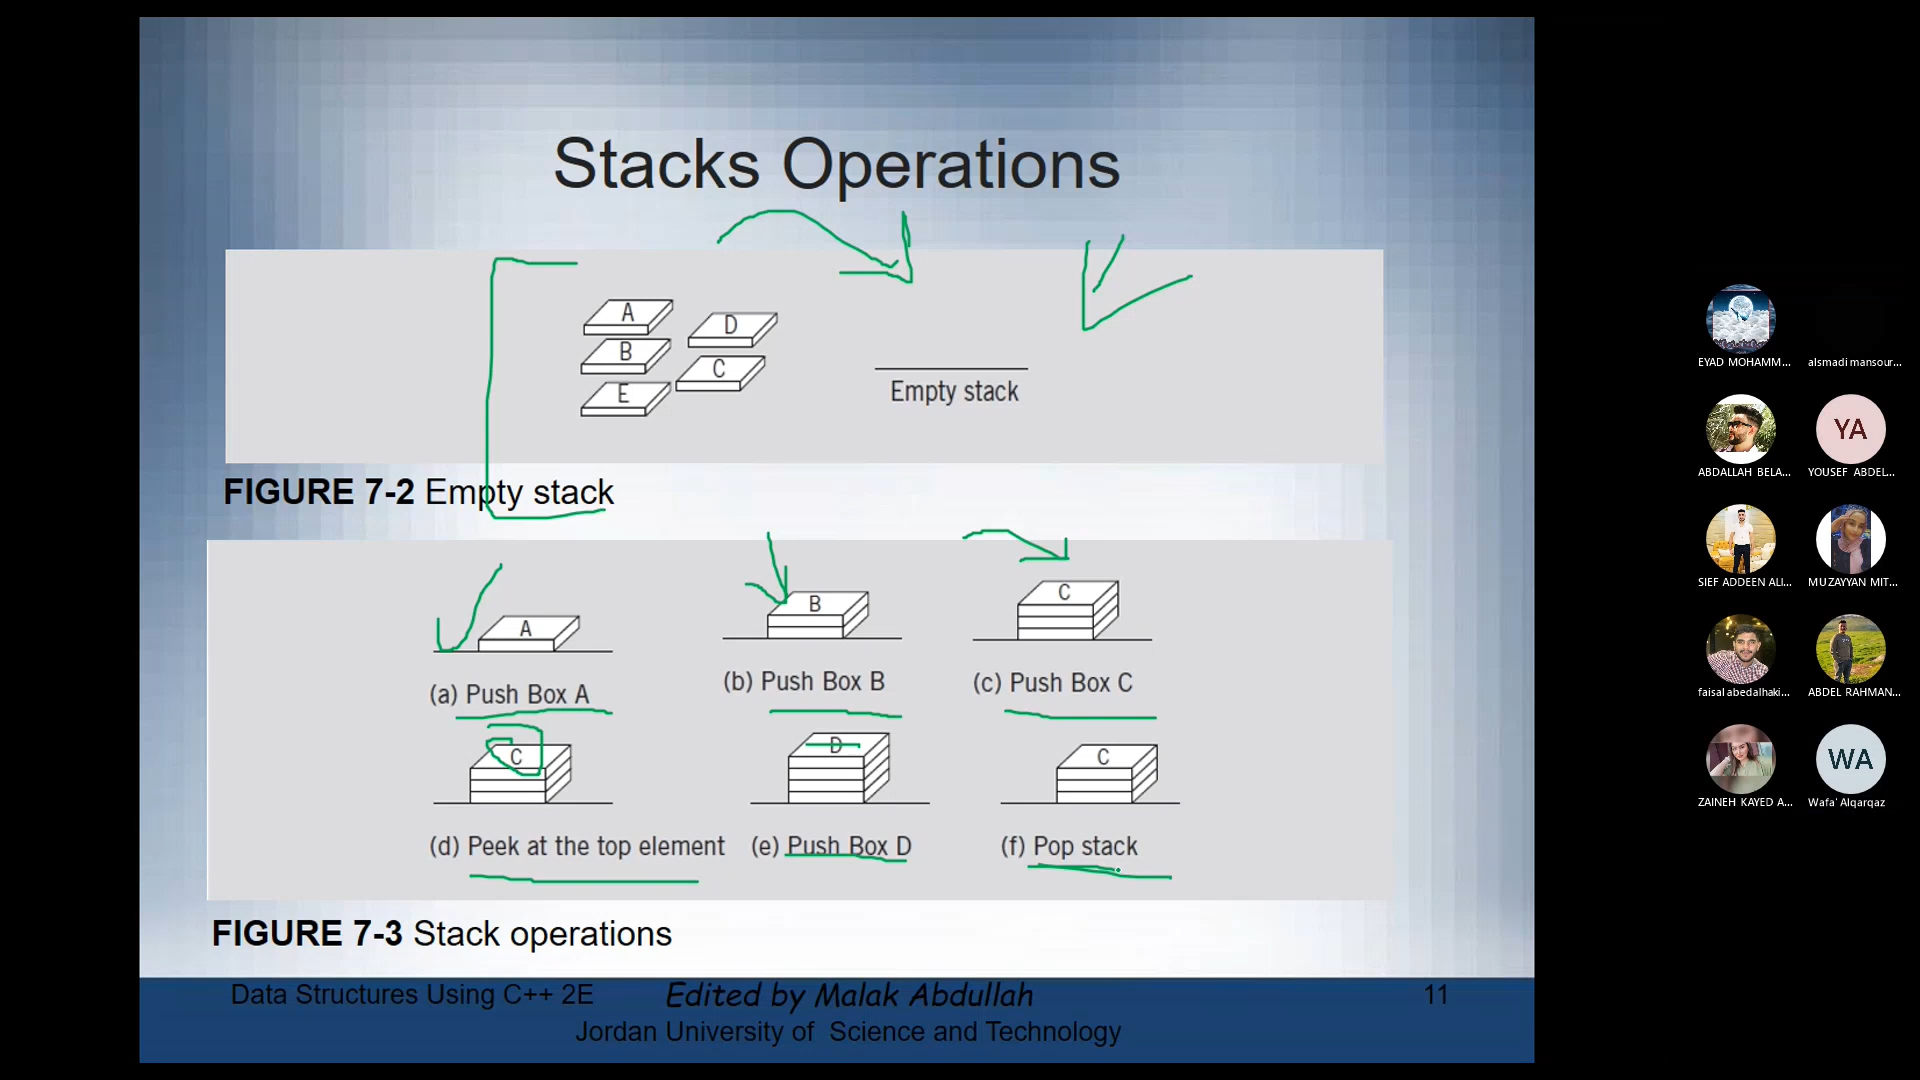 Stacks Operations
A
D
B
C
E
Empty stack
FIGURE 7-2 Empty stack
A
B
C
(a) Push Box A
(b) Push Box B
(c) Push Box C
C
D
C
(d) Peek at the top element
(e) Push Box D
(f) Pop stack
FIGURE 7-3 Stack operations
Data Structures Using C++ 2E
Edited by Malak Abdullah
11
Jordan University of Science and Technology
EYAD MOHAMM...
alsmadi mansour...
YA
ABDALLAH BELA...
YOUSEF ABDEL...
SIEF ADDEEN ALI...
MUZAYYAN MIT...
faisal abedalhaki...
ABDEL RAHMAN...
WA
ZAINEH KAYED A...
Wafa' Alqarqaz